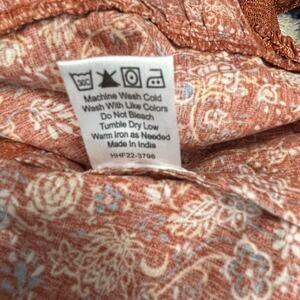 30
Machine Wash Cold
Wash With Like Colors
Do Not Bleach
Tumble Dry Low
Warm Iron as Needed
Made In India
HHF22-3798